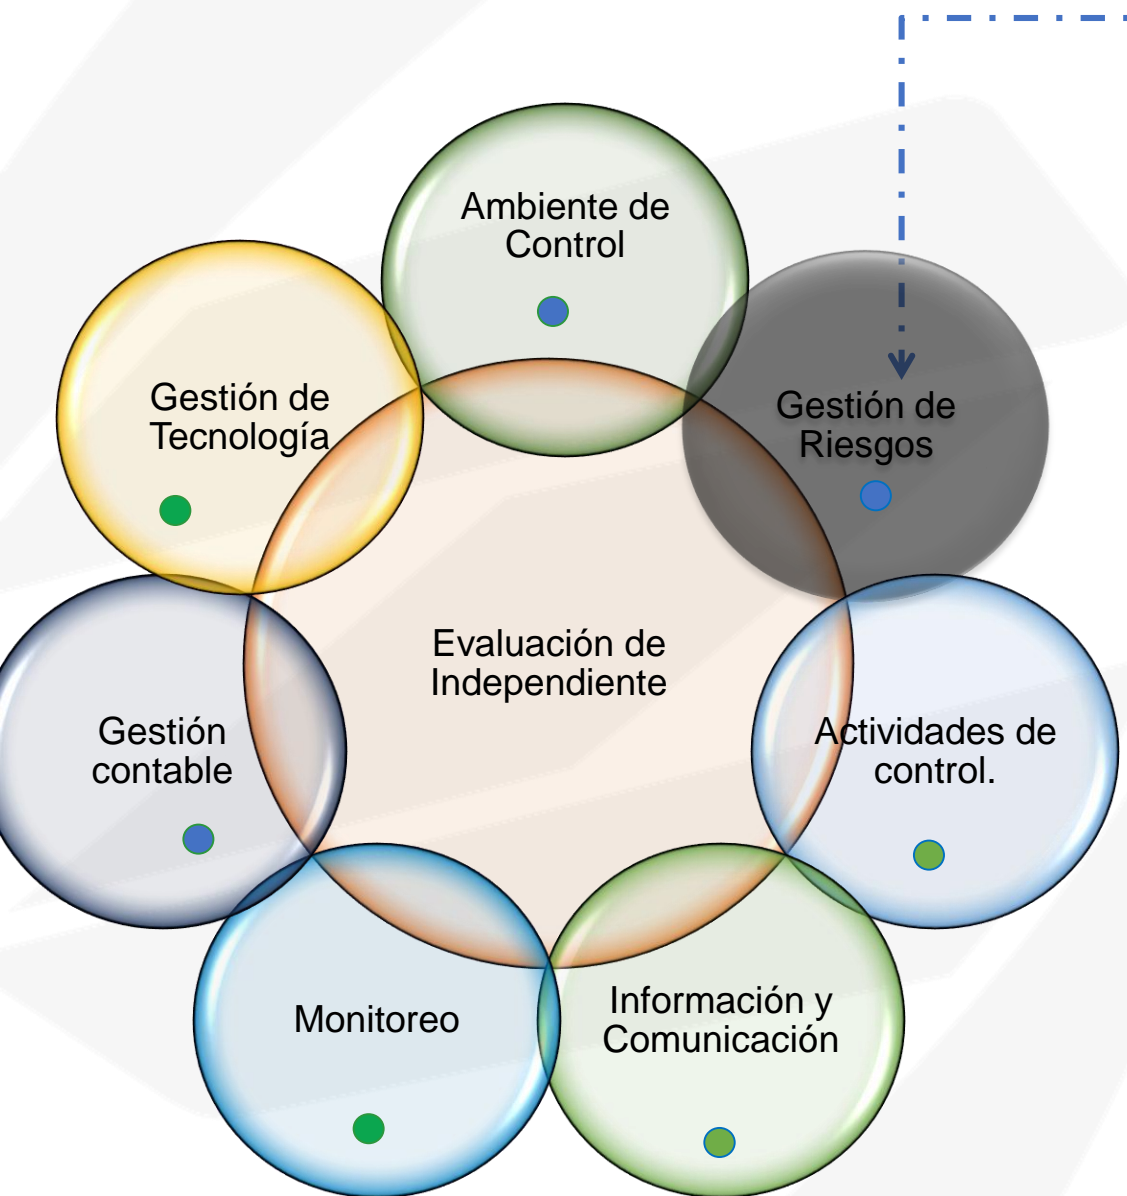 Ambiente de
Control
Gestión de
Tecnología
Gestión de
Riesgos
Evaluación de
Independiente
Gestión
contable
Actividades de
control.
Monitoreo
Información y
Comunicación